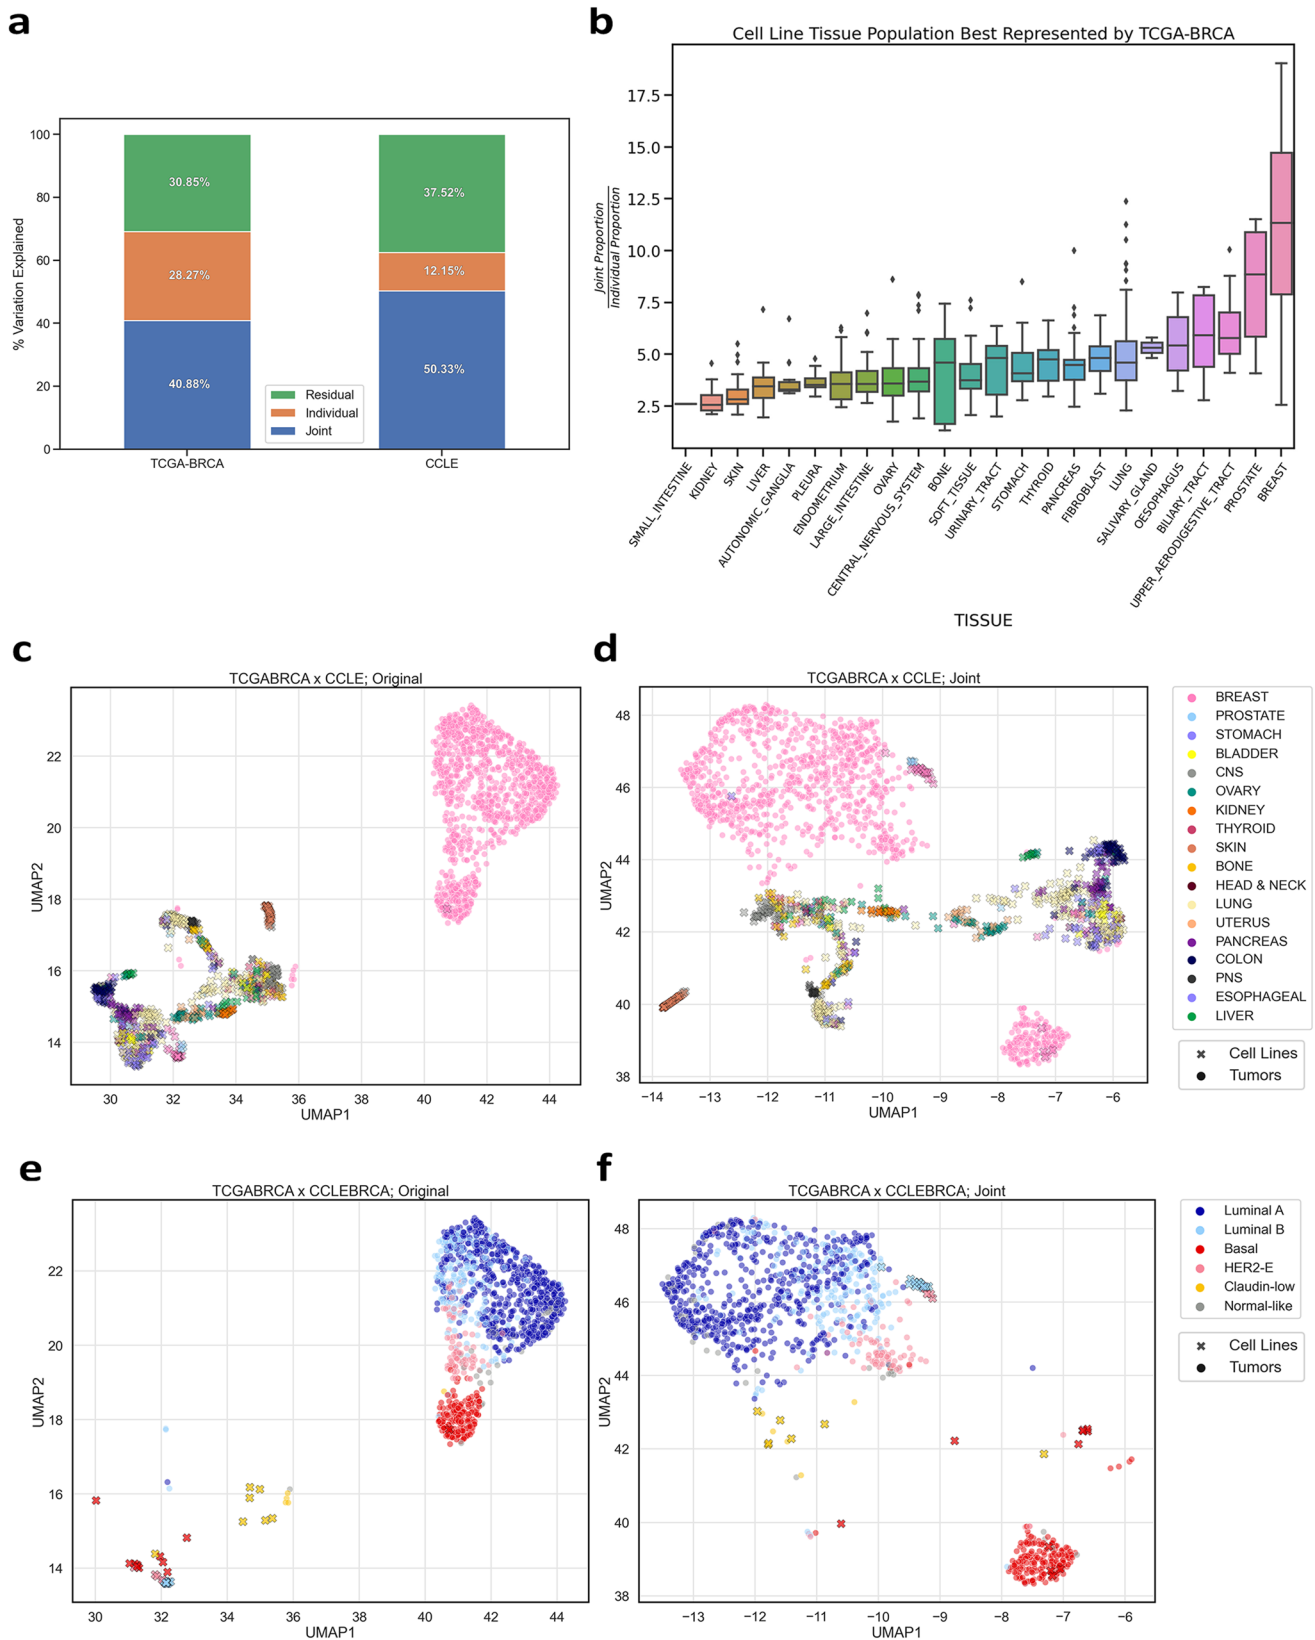 a
% Variation Explained
100
80
60
40
20
0
30.85%
28.27%
40.88%
37.52%
12.15%
50.33%
Residual
Individual
Joint
TCGA-BRCA
CCLE
b
Cell Line Tissue Population Best Represented by TCGA-BRCA
Joint Proportion
Individual Proportion
17.5
15.0
12.5
10.0
7.5
5.0
2.5
SMALL_INTESTINE
KIDNEY
SKIN
LIVER
AUTONOMIC_GANGLIA
PLEURA
ENDOMETRIUM
LARGE_INTESTINE
OVARY
CENTRAL_NERVOUS_SYSTEM
BONE
SOFT_TISSUE
URINARY_TRACT
STOMACH
THYROID
PANCREAS
FIBROBLAST
LUNG
SALIVARY_GLAND
OESOPHAGUS
BILIARY_TRACT
UPPER_AERODIGESTIVE_TRACT
PROSTATE
BREAST
TISSUE
c
TCGABRCA x CCLE; Original
UMAP2
22
20
18
16
14
30
32
34
36
38
40
42
44
UMAP1
d
TCGABRCA x CCLE; Joint
UMAP2
48
46
44
42
40
38
−14
−13
−12
−11
−10
−9
−8
−7
−6
UMAP1
BREAST
PROSTATE
STOMACH
BLADDER
CNS
OVARY
KIDNEY
THYROID
SKIN
BONE
HEAD & NECK
LUNG
UTERUS
PANCREAS
COLON
PNS
ESOPHAGEAL
LIVER
Cell Lines
Tumors
e
TCGABRCA x CCLEBRCA; Original
UMAP2
22
20
18
16
14
30
32
34
36
38
40
42
44
UMAP1
f
TCGABRCA x CCLEBRCA; Joint
UMAP2
48
46
44
42
40
38
−13
−12
−11
−10
−9
−8
−7
−6
UMAP1
Luminal A
Luminal B
Basal
HER2-E
Claudin-low
Normal-like
Cell Lines
Tumors